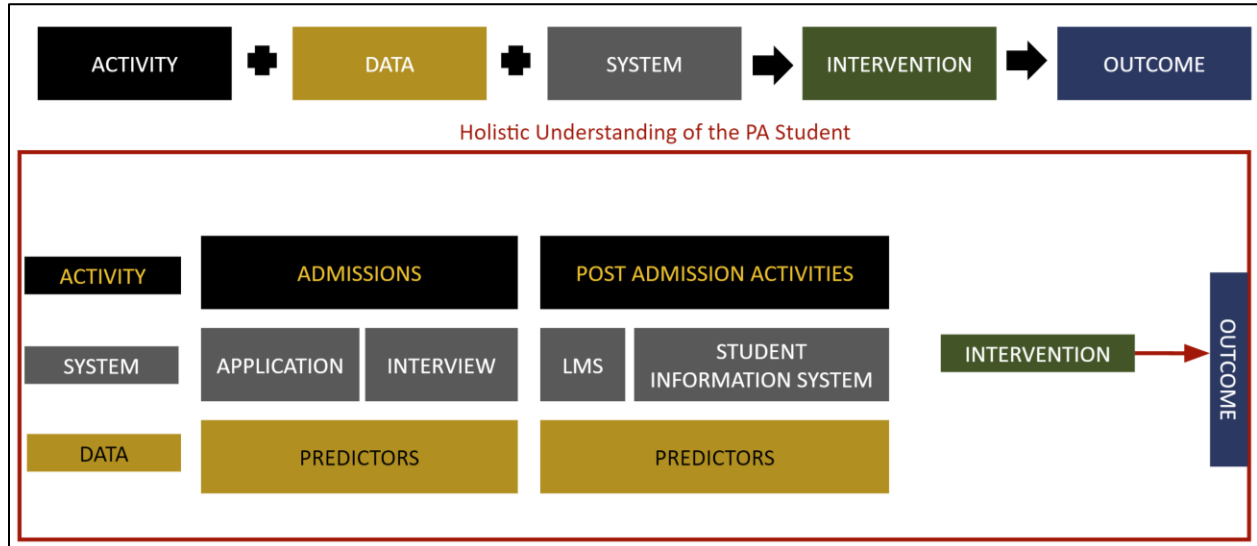 ACTIVITY
DATA
SYSTEM
INTERVENTION
OUTCOME
Holistic Understanding of the PA Student
ACTIVITY
ADMISSIONS
POST ADMISSION ACTIVITIES
SYSTEM
APPLICATION
INTERVIEW
LMS
STUDENT
INFORMATION SYSTEM
INTERVENTION
OUTCOME
DATA
PREDICTORS
PREDICTORS